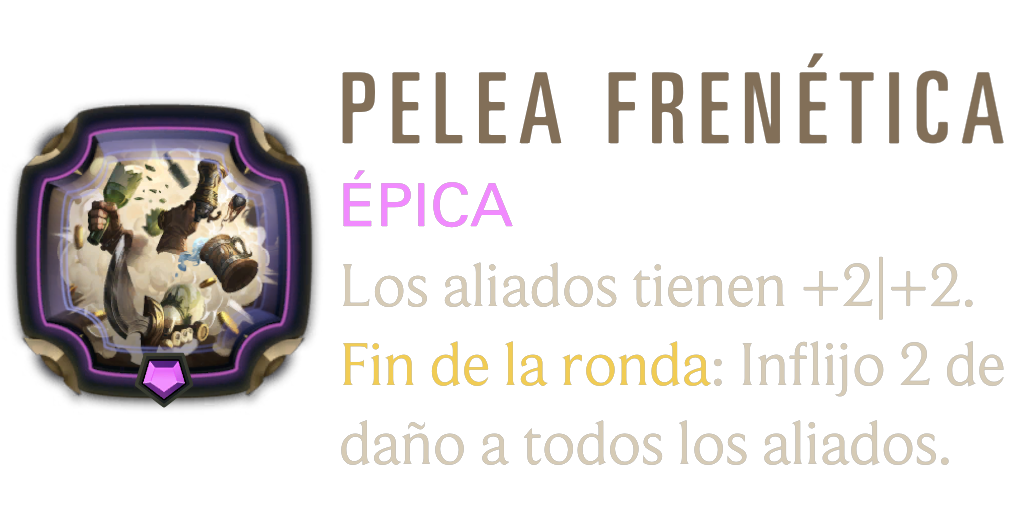 PELEA FRENÉTICA
ÉPICA
Los aliados tienen +2|+2.
Fin de la ronda: Inflijo 2 de
daño a todos los aliados.